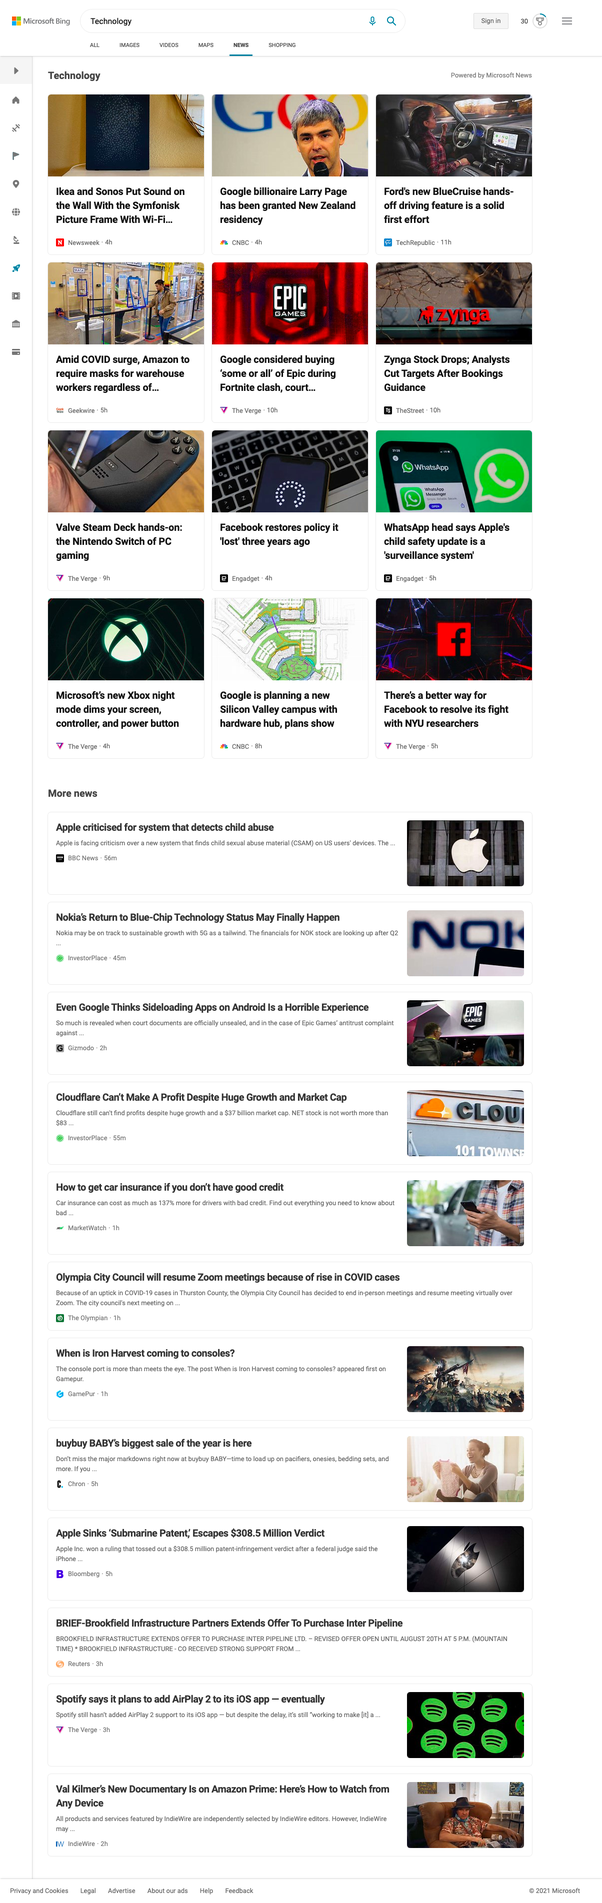 Microsoft Bing
Technology
Sign in
30
ALL
IMAGES
VIDEOS
MAPS
NEWS
SHOPPING
Technology
Powered by Microsoft News
Ikea and Sonos Put Sound on
the Wall With the Symfonisk
Picture Frame With Wi-Fi...
Newsweek · 4h
Google billionaire Larry Page
has been granted New Zealand
residency
CNBC · 4h
Ford's new BlueCruise hands-
off driving feature is a solid
first effort
TechRepublic · 11h
EPIC
GAMES
zynga
Amid COVID surge, Amazon to
require masks for warehouse
workers regardless of...
Geekwire · 5h
Google considered buying
'some or all' of Epic during
Fortnite clash, court...
The Verge · 10h
Zynga Stock Drops; Analysts
Cut Targets After Bookings
Guidance
TheStreet · 10h
WhatsApp
WhatsApp
Messenger
Valve Steam Deck hands-on:
the Nintendo Switch of PC
gaming
The Verge · 9h
Facebook restores policy it
'lost' three years ago
Engadget · 4h
WhatsApp head says Apple's
child safety update is a
'surveillance system'
Engadget · 5h
Microsoft's new Xbox night
mode dims your screen,
controller, and power button
The Verge · 4h
Google is planning a new
Silicon Valley campus with
hardware hub, plans show
CNBC · 8h
There's a better way for
Facebook to resolve its fight
with NYU researchers
The Verge · 5h
More news
Apple criticised for system that detects child abuse
Apple is facing criticism over a new system that finds child sexual abuse material (CSAM) on US users' devices. The ...
BBC News · 56m
Nokia's Return to Blue-Chip Technology Status May Finally Happen
Nokia may be on track to sustainable growth with 5G as a tailwind. The financials for NOK stock are looking up after Q2
...
InvestorPlace · 45m
NOK
Even Google Thinks Sideloading Apps on Android Is a Horrible Experience
So much is revealed when court documents are officially unsealed, and in the case of Epic Games' antitrust complaint
against ...
Gizmodo · 2h
EPIC
GAMES
Cloudflare Can't Make A Profit Despite Huge Growth and Market Cap
Cloudflare still can't find profits despite huge growth and a $37 billion market cap. NET stock is not worth more than
$83 ...
InvestorPlace · 55m
CLOU
101 TOWNSE
How to get car insurance if you don't have good credit
Car insurance can cost as much as 137% more for drivers with bad credit. Find out everything you need to know about
bad ...
MarketWatch · 1h
Olympia City Council will resume Zoom meetings because of rise in COVID cases
Because of an uptick in COVID-19 cases in Thurston County, the Olympia City Council has decided to end in-person meetings and resume meeting virtually over
Zoom. The city council's next meeting on ...
The Olympian · 1h
When is Iron Harvest coming to consoles?
The console port is more than meets the eye. The post When is Iron Harvest coming to consoles? appeared first on
Gamepur.
GamePur · 1h
buybuy BABY's biggest sale of the year is here
Don't miss the major markdowns right now at buybuy BABY—time to load up on pacifiers, onesies, bedding sets, and
more. If you ...
Chron · 5h
Apple Sinks 'Submarine Patent,' Escapes $308.5 Million Verdict
Apple Inc. won a ruling that tossed out a $308.5 million patent-infringement verdict after a federal judge said the
iPhone ...
Bloomberg · 5h
BRIEF-Brookfield Infrastructure Partners Extends Offer To Purchase Inter Pipeline
BROOKFIELD INFRASTRUCTURE EXTENDS OFFER TO PURCHASE INTER PIPELINE LTD. – REVISED OFFER OPEN UNTIL AUGUST 20TH AT 5 P.M. (MOUNTAIN
TIME) * BROOKFIELD INFRASTRUCTURE - CO RECEIVED STRONG SUPPORT FROM ...
Reuters · 3h
Spotify says it plans to add AirPlay 2 to its iOS app — eventually
Spotify still hasn't added AirPlay 2 support to its iOS app — but despite the delay, it's still "working to make [it] a ...
The Verge · 3h
Val Kilmer's New Documentary Is on Amazon Prime: Here's How to Watch from
Any Device
All products and services featured by IndieWire are independently selected by IndieWire editors. However, IndieWire
may ...
IndieWire · 2h
Privacy and Cookies
Legal
Advertise
About our ads
Help
Feedback
© 2021 Microsoft